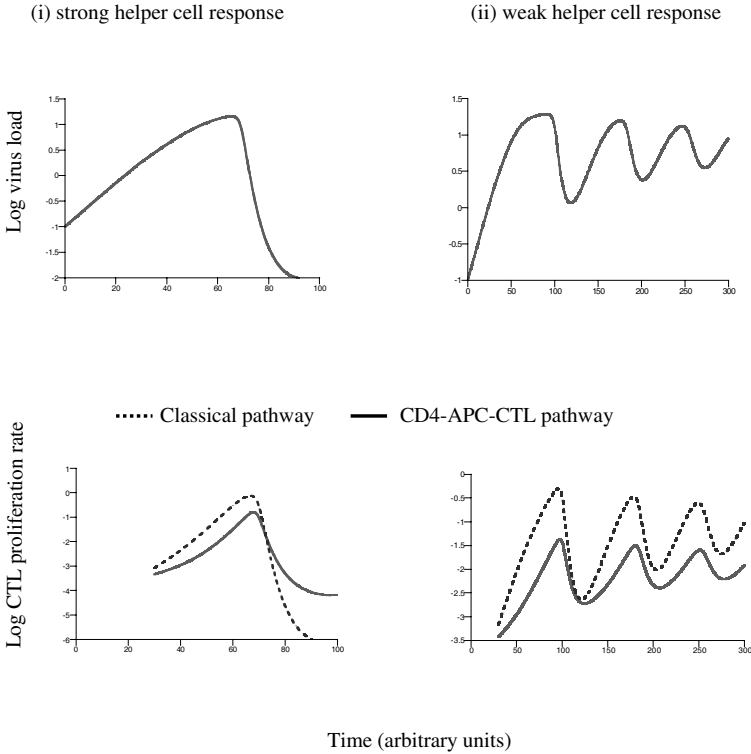 (i) strong helper cell response
(ii) weak helper cell response
Log virus load
1.5
1
0.5
0
-0.5
-1
-1.5
-2
0 20 40 60 80 100
1.5
1
0.5
0
-0.5
-1
0 50 100 150 200 250 300
Classical pathway
CD4-APC-CTL pathway
Log CTL proliferation rate
1
0
-1
-2
-3
-4
-5
-6
0 20 40 60 80 100
0
-0.5
-1
-1.5
-2
-2.5
-3
-3.5
0 50 100 150 200 250 300
Time (arbitrary units)